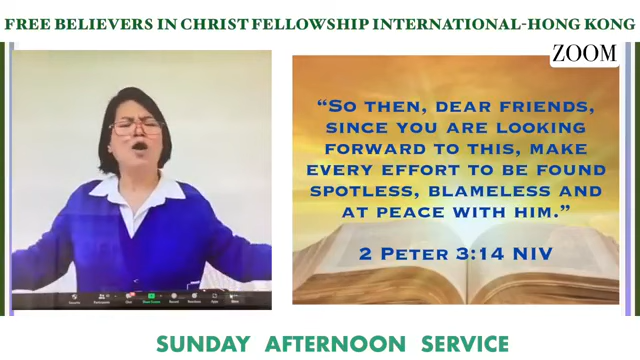 FREE BELIEVERS IN CHRIST FELLOWSHIP INTERNATIONAL-HONG KONG
ZOOM
“SO THEN, DEAR FRIENDS,
SINCE YOU ARE LOOKING
FORWARD TO THIS, MAKE
EVERY EFFORT TO BE FOUND
SPOTLESS, BLAMELESS AND
AT PEACE WITH HIM.”
2 PETER 3:14 NIV
SUNDAY AFTERNOON SERVICE